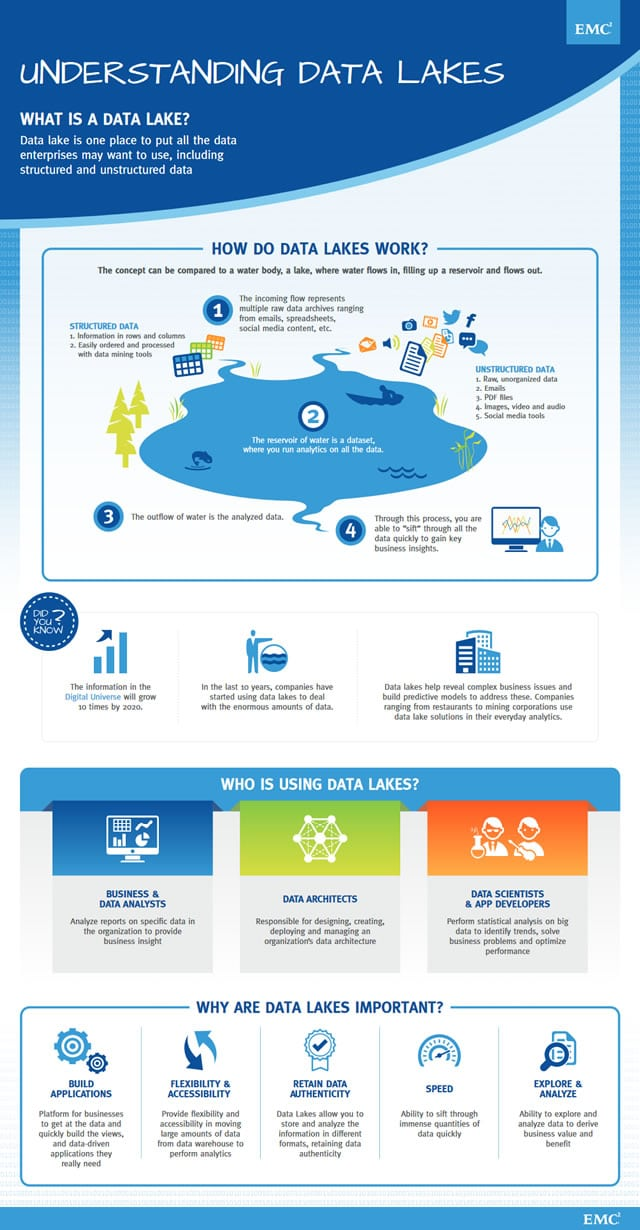 EMC²
UNDERSTANDING DATA LAKES
WHAT IS A DATA LAKE?
Data lake is one place to put all the data
enterprises may want to use, including
structured and unstructured data
HOW DO DATA LAKES WORK?
The concept can be compared to a water body, a lake, where water flows in, filling up a reservoir and flows out.
1
The incoming flow represents
multiple raw data archives ranging
from emails, spreadsheets,
social media content, etc.
STRUCTURED DATA
1. Information in rows and columns
2. Easily ordered and processed
with data mining tools
UNSTRUCTURED DATA
1. Raw, unorganized data
2. Emails
3. PDF files
4. Images, video and audio
5. Social media tools
2
The reservoir of water is a dataset,
where you run analytics on all the data.
3
The outflow of water is the analyzed data.
4
Through this process, you are
able to "sift" through all the
data quickly to gain key
business insights.
DID
YOU
KNOW
?
The information in the
Digital Universe will grow
10 times by 2020.
In the last 10 years, companies have
started using data lakes to deal
with the enormous amounts of data.
Data lakes help reveal complex business issues and
build predictive models to address these. Companies
ranging from restaurants to mining corporations use
data lake solutions in their everyday analytics.
WHO IS USING DATA LAKES?
BUSINESS &
DATA ANALYSTS
Analyze reports on specific data in
the organization to provide
business insight
DATA ARCHITECTS
Responsible for designing, creating,
deploying and managing an
organization's data architecture
DATA SCIENTISTS
& APP DEVELOPERS
Perform statistical analysis on big
data to identify trends, solve
business problems and optimize
performance
WHY ARE DATA LAKES IMPORTANT?
BUILD
APPLICATIONS
Platform for businesses
to get at the data and
quickly build the views,
and data-driven
applications they
really need
FLEXIBILITY &
ACCESSIBILITY
Provide flexibility and
accessibility in moving
large amounts of data
from data warehouse to
perform analytics
RETAIN DATA
AUTHENTICITY
Data Lakes allow you to
store and analyze the
information in different
formats, retaining data
authenticity
SPEED
Ability to sift through
immense quantities of
data quickly
EXPLORE &
ANALYZE
Ability to explore and
analyze data to derive
business value and
benefit
EMC²